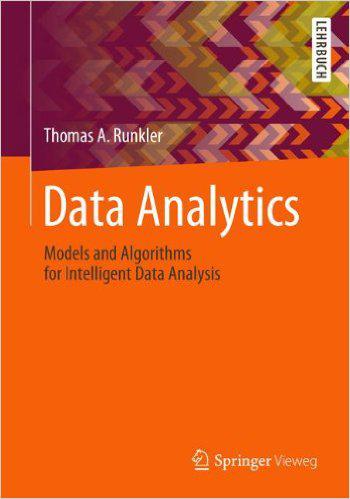 LEHRBUCH
Thomas A. Runkler
Data Analytics
Models and Algorithms
for Intelligent Data Analysis
Springer Vieweg